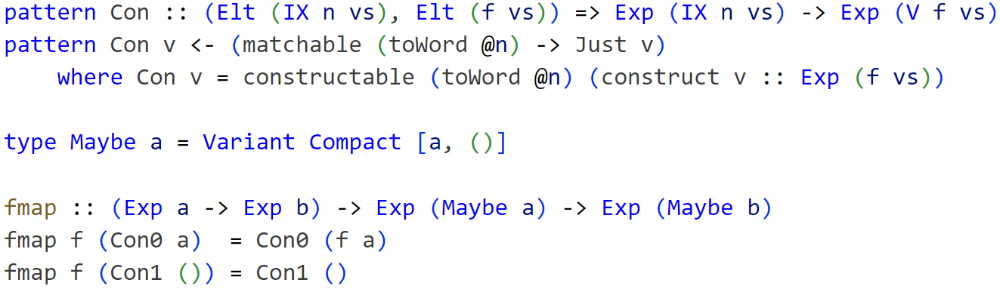 pattern Con :: (Elt (IX n vs), Elt (f vs)) => Exp (IX n vs) -> Exp (V f vs)
pattern Con v <- (matchable (toWord @n) -> Just v)
    where Con v = constructable (toWord @n) (construct v :: Exp (f vs))

type Maybe a = Variant Compact [a, ()]

fmap :: (Exp a -> Exp b) -> Exp (Maybe a) -> Exp (Maybe b)
fmap f (Con0 a)  = Con0 (f a)
fmap f (Con1 ()) = Con1 ()